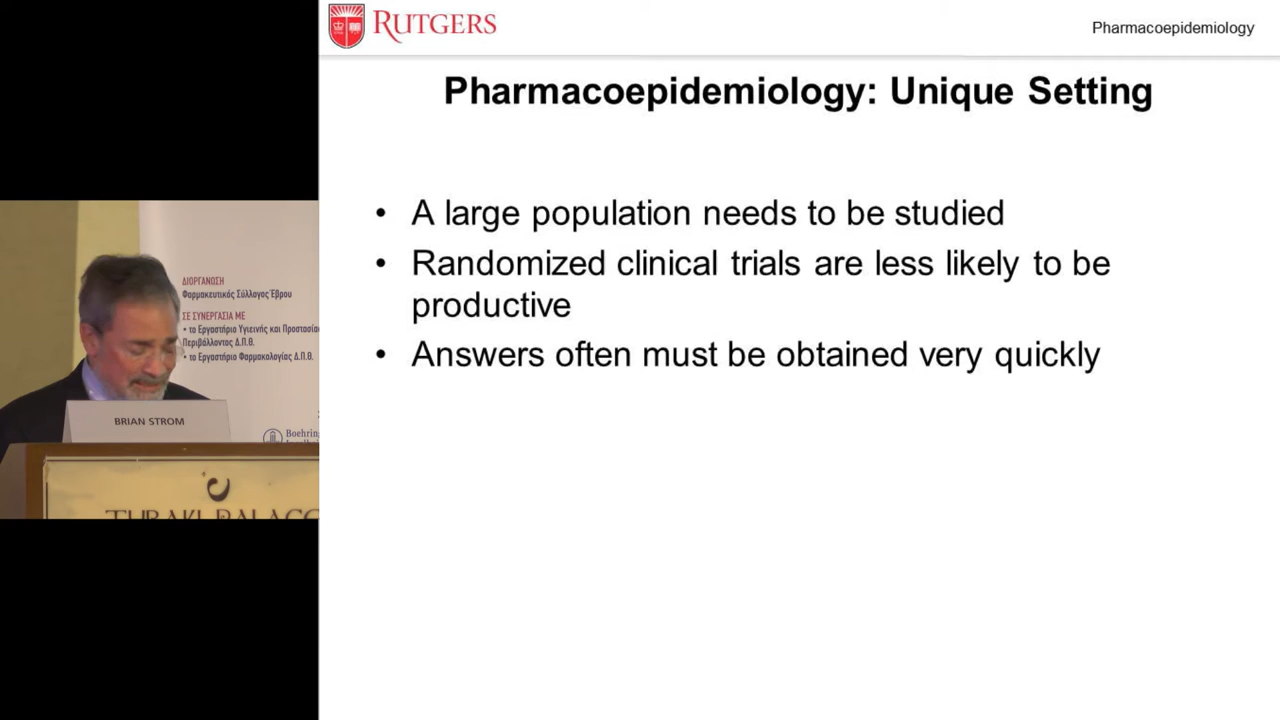 RUTGERS
Pharmacoepidemiology
Pharmacoepidemiology: Unique Setting
• A large population needs to be studied
• Randomized clinical trials are less likely to be
productive
• Answers often must be obtained very quickly
ΔΙΟΡΓΑΝΩΣΗ
Φαρμακευτικός Σύλλογος Έβρου
ΣΕ ΣΥΝΕΡΓΑΣΙΑ ΜΕ
• το Εργαστήριο Υγιεινής και Προστασίας
Περιβάλλοντος Δ.Π.Θ.
• το Εργαστήριο Φαρμακολογίας Δ.Π.Θ.
Boehring
BRIAN STROM